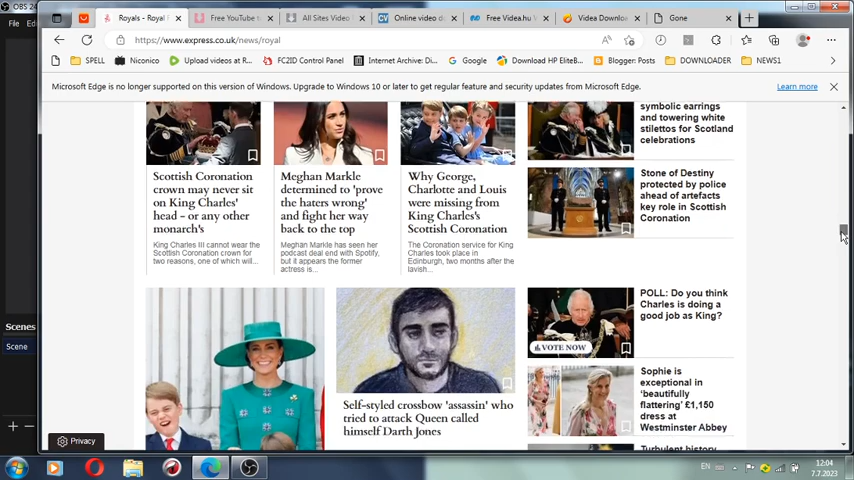 OBS 24
File
Royals - Royal F
Free YouTube t
All Sites Video
Online video d
Free Videa.hu
Videa Downlo
Gone
https://www.express.co.uk/news/royal
SPELL
Niconico
Upload videos at R...
FC2ID Control Panel
Internet Archive: Di...
Google
Download HP EliteB...
Blogger: Posts
DOWNLOADER
NEWS1
Microsoft Edge is no longer supported on this version of Windows. Upgrade to Windows 10 or later to get regular feature and security updates from Microsoft Edge.
Learn more
Scottish Coronation
crown may never sit
on King Charles'
head - or any other
monarch's
King Charles III cannot wear the
Scottish Coronation crown for
two reasons, one of which will...
Meghan Markle
determined to 'prove
the haters wrong'
and fight her way
back to the top
Meghan Markle has seen her
podcast deal end with Spotify,
but it appears the former
actress is...
Why George,
Charlotte and Louis
were missing from
King Charles's
Scottish Coronation
The Coronation service for King
Charles took place in
Edinburgh, two months after the
lavish...
symbolic earrings
and towering white
stilettos for Scotland
celebrations
Stone of Destiny
protected by police
ahead of artefacts
key role in Scottish
Coronation
Self-styled crossbow 'assassin' who
tried to attack Queen called
himself Darth Jones
POLL: Do you think
Charles is doing a
good job as King?
VOTE NOW
Sophie is
exceptional in
'beautifully
flattering' £1,150
dress at
Westminster Abbey
Turbulent history
Scenes
Scene
Privacy
EN
12:04
7.7.2023